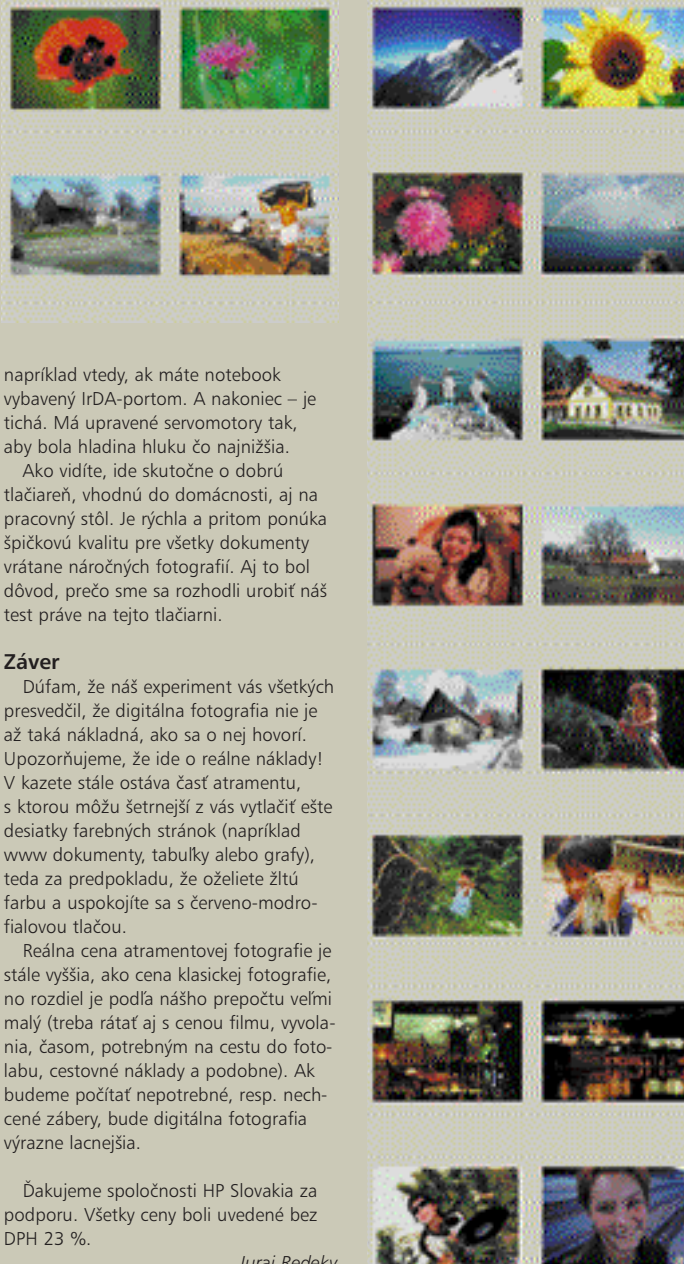 napríklad vtedy, ak máte notebook
vybavený IrDA-portom. A nakoniec – je
tichá. Má upravené servomotory tak,
aby bola hladina hluku čo najnižšia.
Ako vidíte, ide skutočne o dobrú
tlačiareň, vhodnú do domácnosti, aj na
pracovný stôl. Je rýchla a pritom ponúka
špičkovú kvalitu pre všetky dokumenty
vrátane náročných fotografií. Aj to bol
dôvod, prečo sme sa rozhodli urobiť náš
test práve na tejto tlačiarni.
Záver
Dúfam, že náš experiment vás všetkých
presvedčil, že digitálna fotografia nie je
až taká nákladná, ako sa o nej hovorí.
Upozorňujeme, že ide o reálne náklady!
V kazete stále ostáva časť atramentu,
s ktorou môžu šetrnejší z vás vytlačiť ešte
desiatky farebných stránok (napríklad
www dokumenty, tabuľky alebo grafy),
teda za predpokladu, že oželiete žltú
farbu a uspokojíte sa s červeno-modro-
fialovou tlačou.
Reálna cena atramentovej fotografie je
stále vyššia, ako cena klasickej fotografie,
no rozdiel je podľa nášho prepočtu veľmi
malý (treba rátať aj s cenou filmu, vyvola-
nia, časom, potrebným na cestu do foto-
labu, cestovné náklady a podobne). Ak
budeme počítať nepotrebné, resp. nech-
cené zábery, bude digitálna fotografia
výrazne lacnejšia.
Ďakujeme spoločnosti HP Slovakia za
podporu. Všetky ceny boli uvedené bez
DPH 23 %.
Juraj Redeky